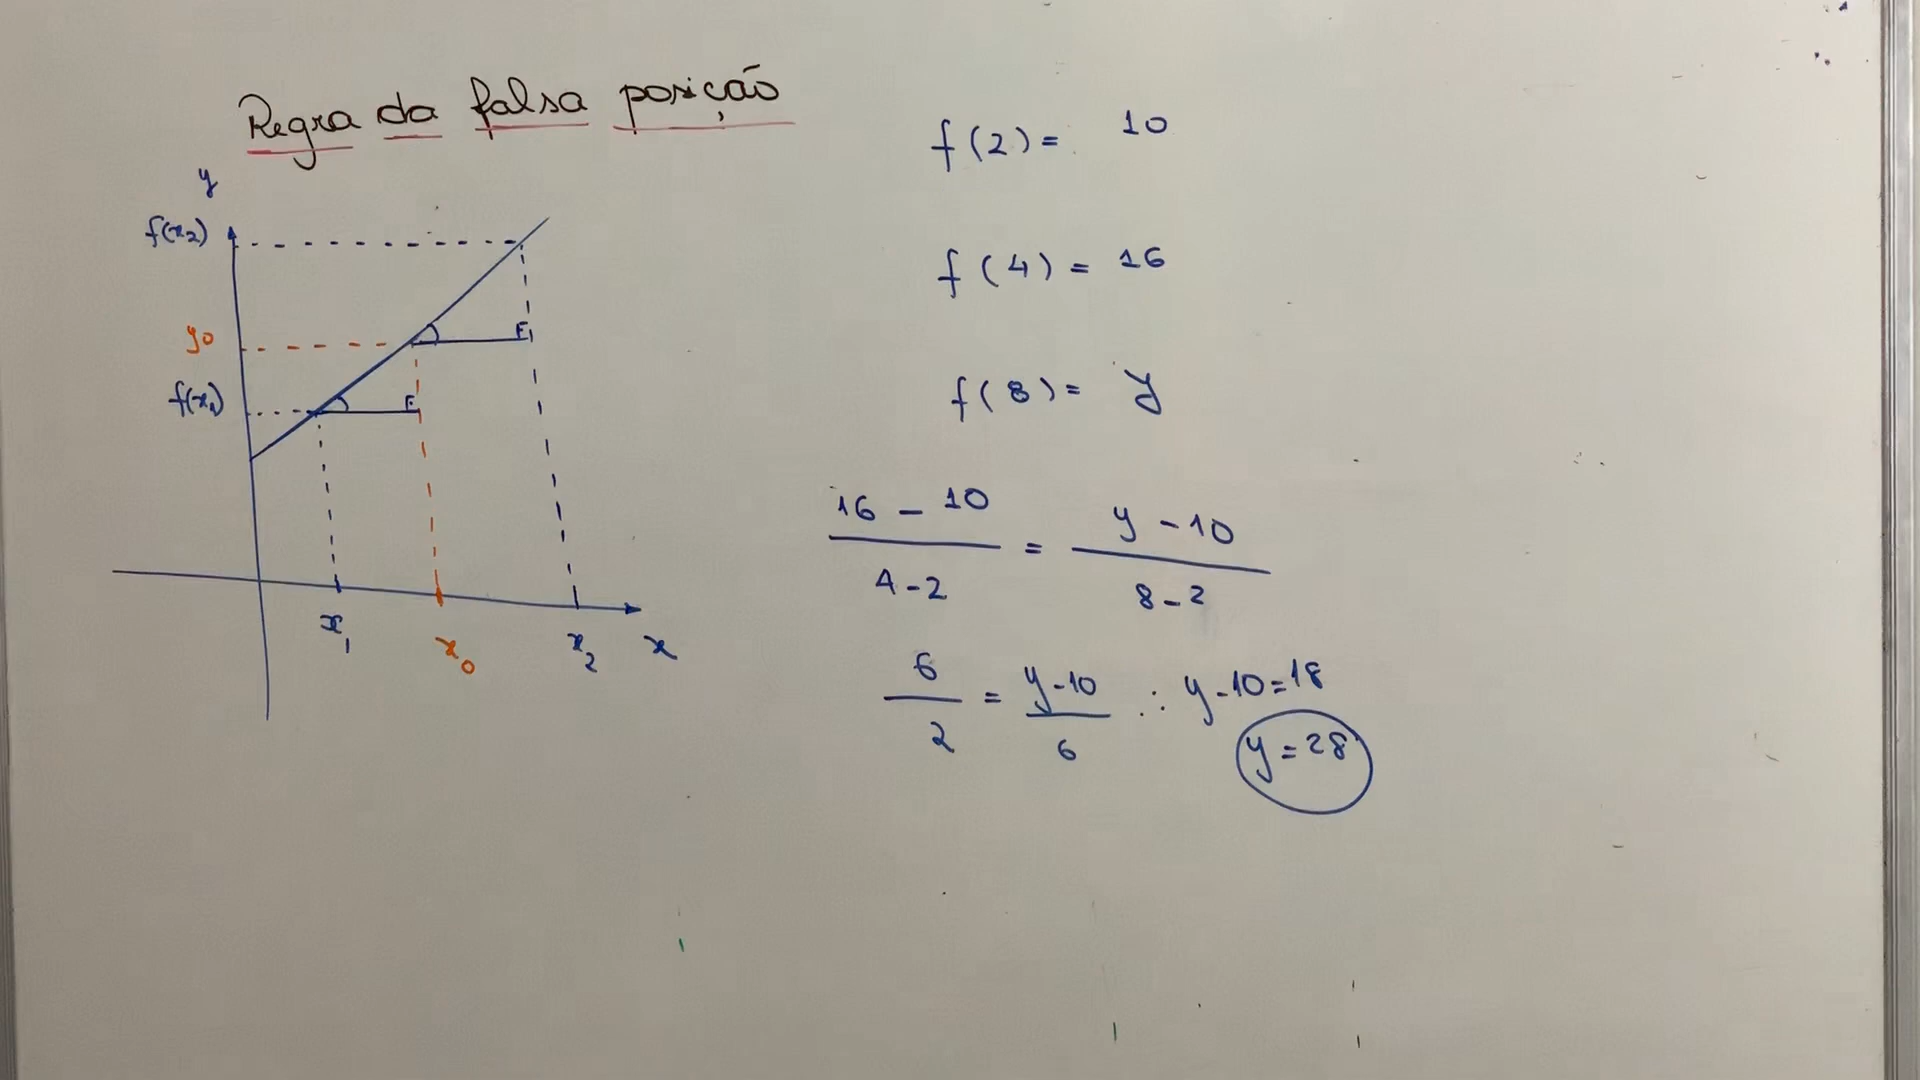 Regra da falsa posição
y
f(x₂)
y₀
f(x₁)
x₁
x₀
x₂
x
f(2) = 10
f(4) = 16
f(8) = y
16 - 10 / 4 - 2 = y - 10 / 8 - 2
6 / 2 = y - 10 / 6 ∴ y - 10 = 18
y = 28